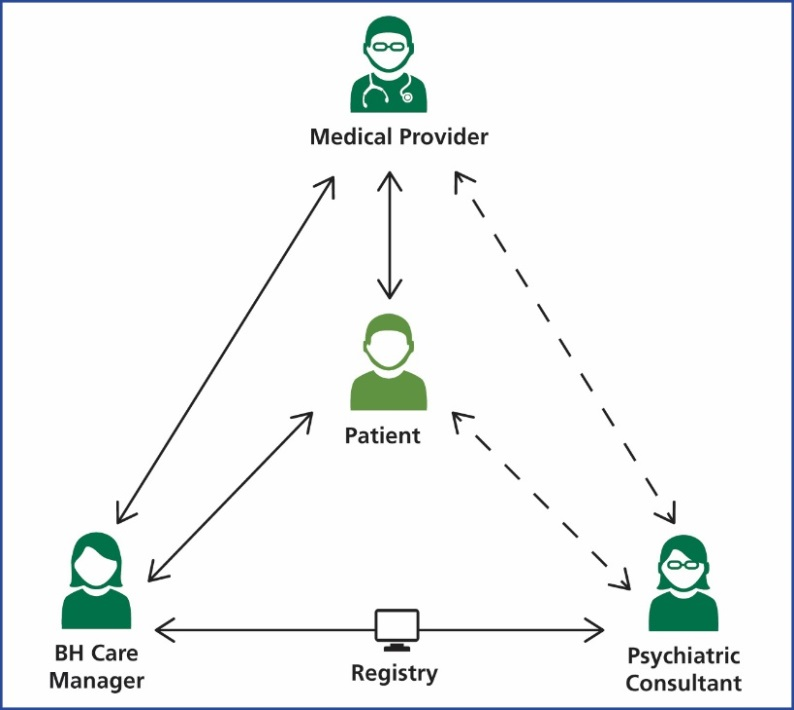 Medical Provider
Patient
BH Care
Manager
Registry
Psychiatric
Consultant